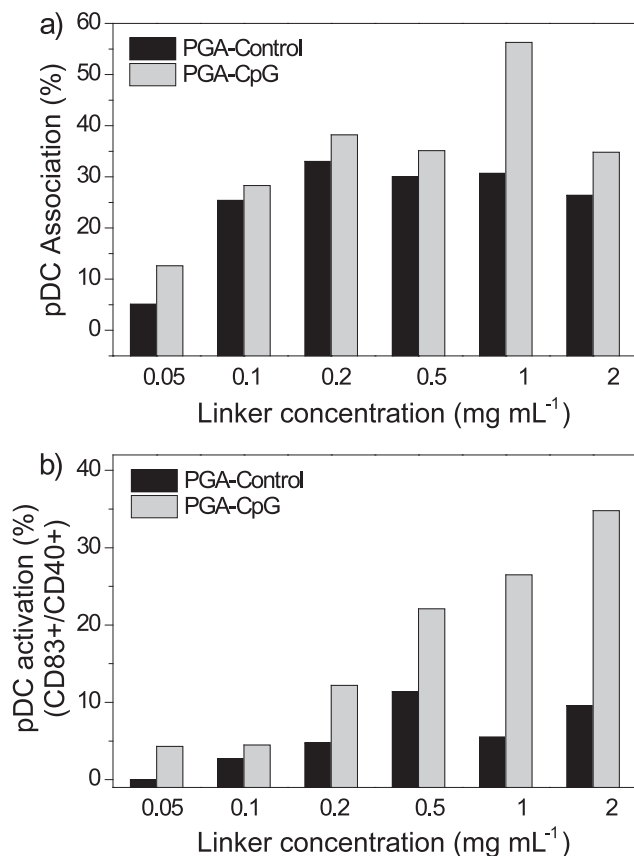 a)
pDC Association (%)
60
50
40
30
20
10
0
PGA-Control
PGA-CpG
0.05 0.1 0.2 0.5 1 2
Linker concentration (mg mL⁻¹)
b)
pDC activation (%)
(CD83+/CD40+)
40
30
20
10
0
PGA-Control
PGA-CpG
0.05 0.1 0.2 0.5 1 2
Linker concentration (mg mL⁻¹)